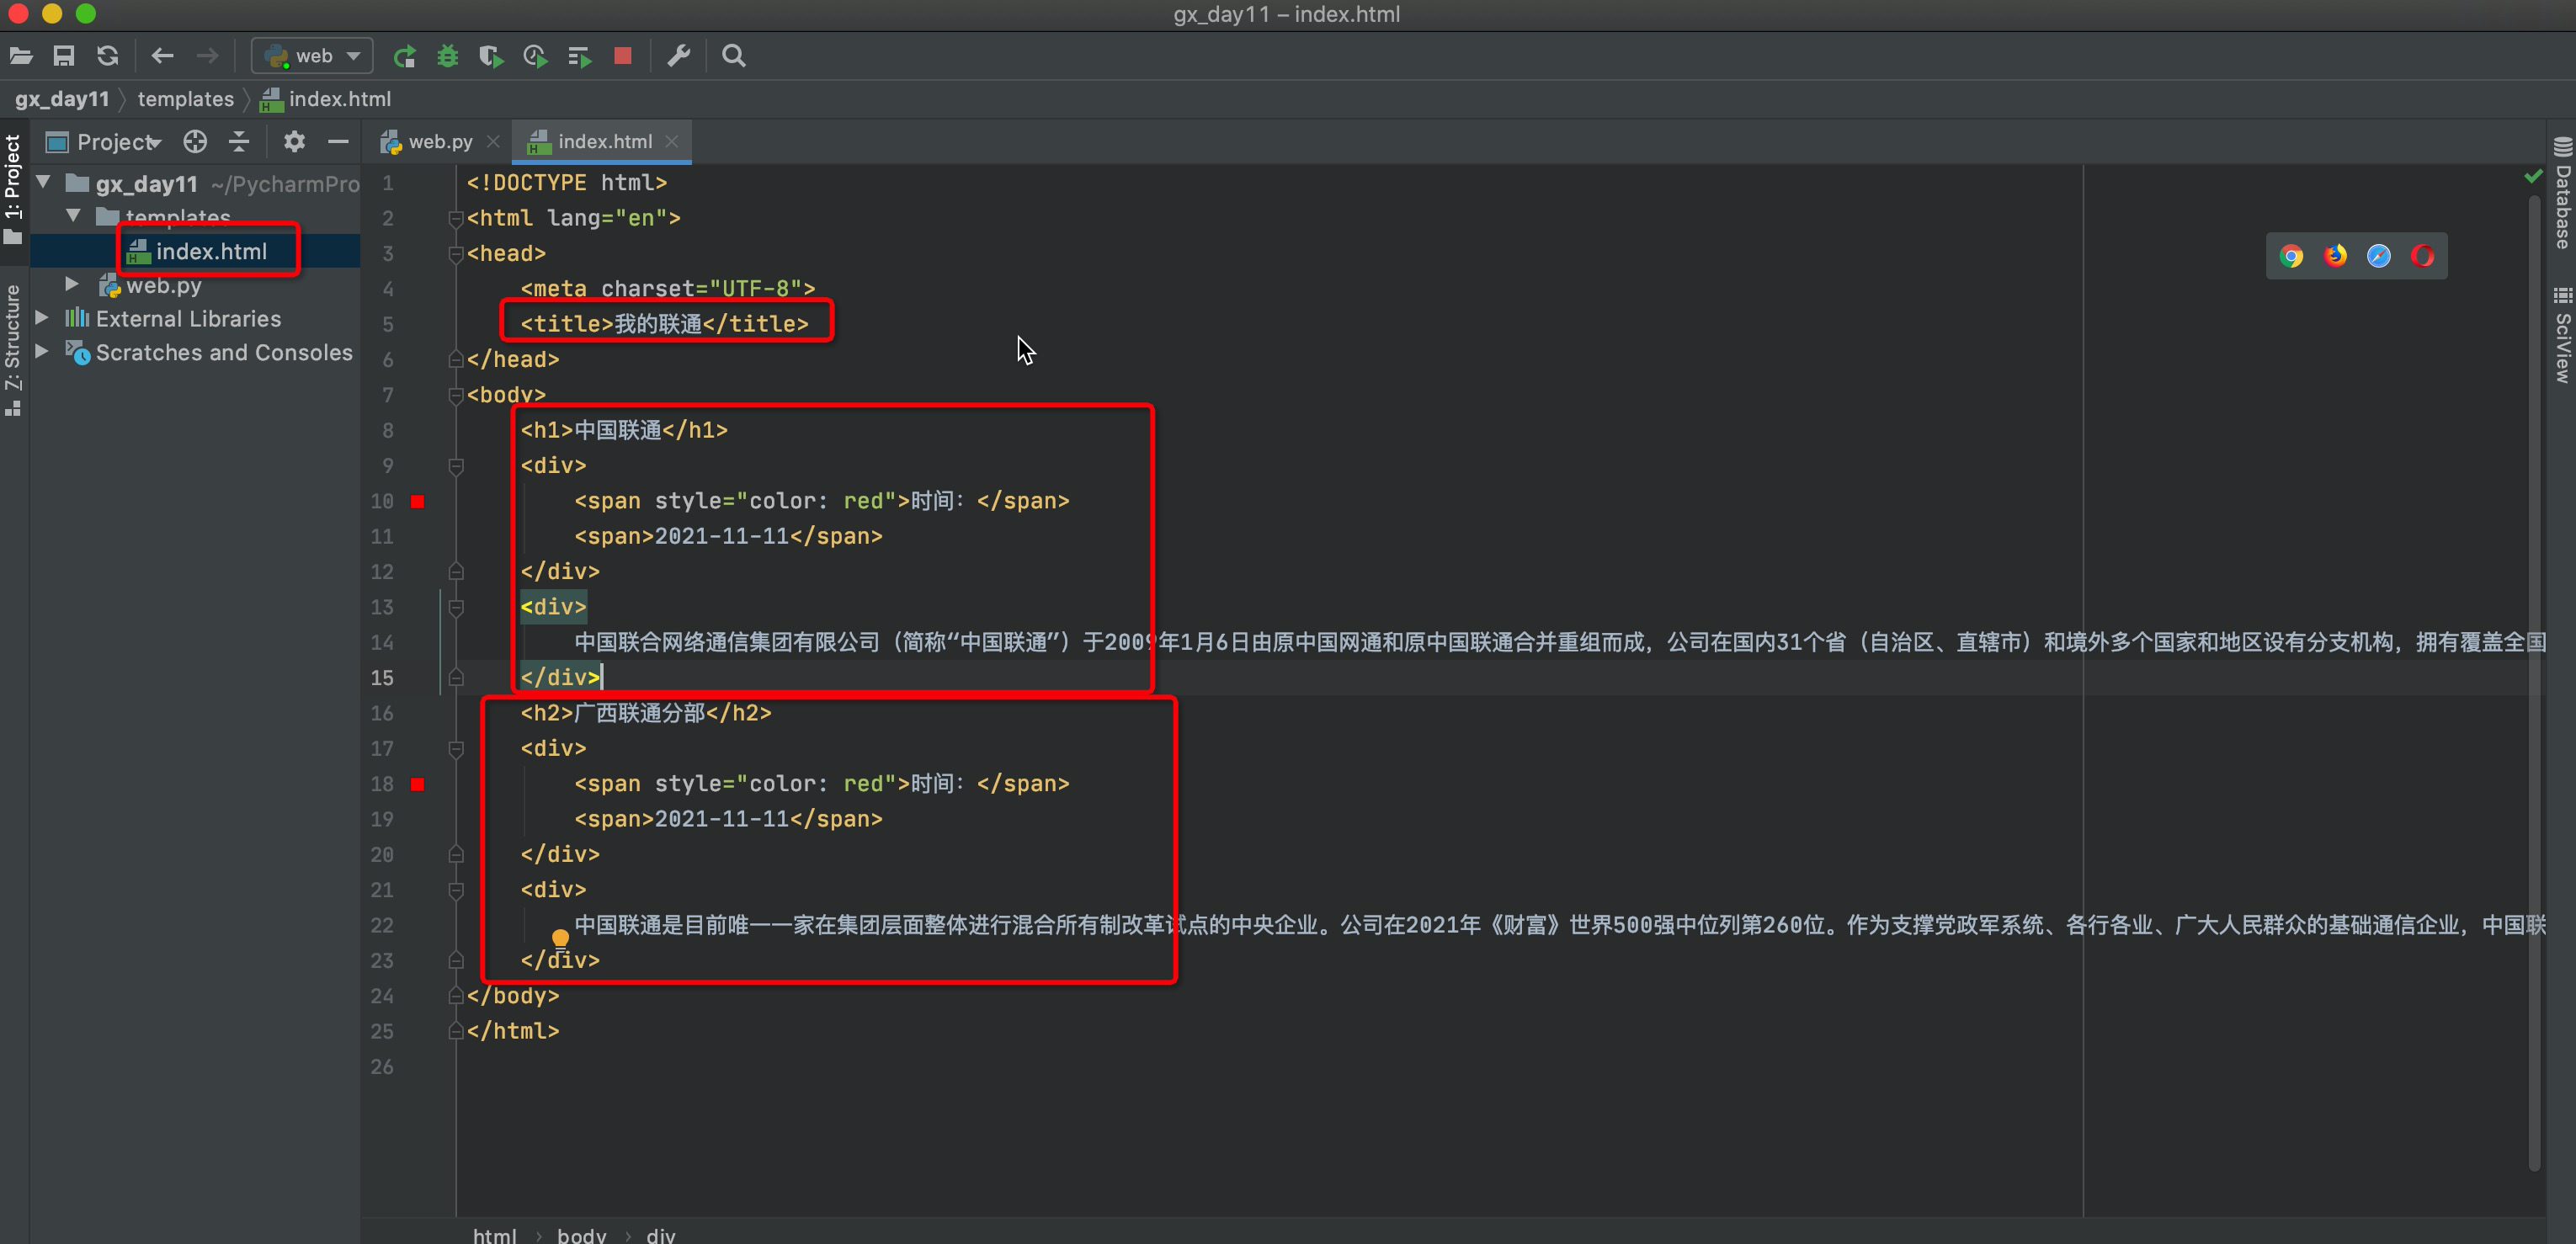 gx_day11 – index.html
web
gx_day11 templates index.html
1: Project
Z: Structure
Project
gx_day11 ~/PycharmPro
templates
index.html
web.py
External Libraries
Scratches and Consoles
web.py index.html
1 <!DOCTYPE html>
2 <html lang="en">
3 <head>
4 <meta charset="UTF-8">
5 <title>我的联通</title>
6 </head>
7 <body>
8 <h1>中国联通</h1>
9 <div>
10 <span style="color: red">时间：</span>
11 <span>2021-11-11</span>
12 </div>
13 <div>
14 中国联合网络通信集团有限公司（简称“中国联通”）于2009年1月6日由原中国网通和原中国联通合并重组而成，公司在国内31个省（自治区、直辖市）和境外多个国家和地区设有分支机构，拥有覆盖全国
15 </div>
16 <h2>广西联通分部</h2>
17 <div>
18 <span style="color: red">时间：</span>
19 <span>2021-11-11</span>
20 </div>
21 <div>
22 中国联通是目前唯一一家在集团层面整体进行混合所有制改革试点的中央企业。公司在2021年《财富》世界500强中位列第260位。作为支撑党政军系统、各行各业、广大人民群众的基础通信企业，中国联
23 </div>
24 </body>
25 </html>
26
html › body › div
Database
SciView